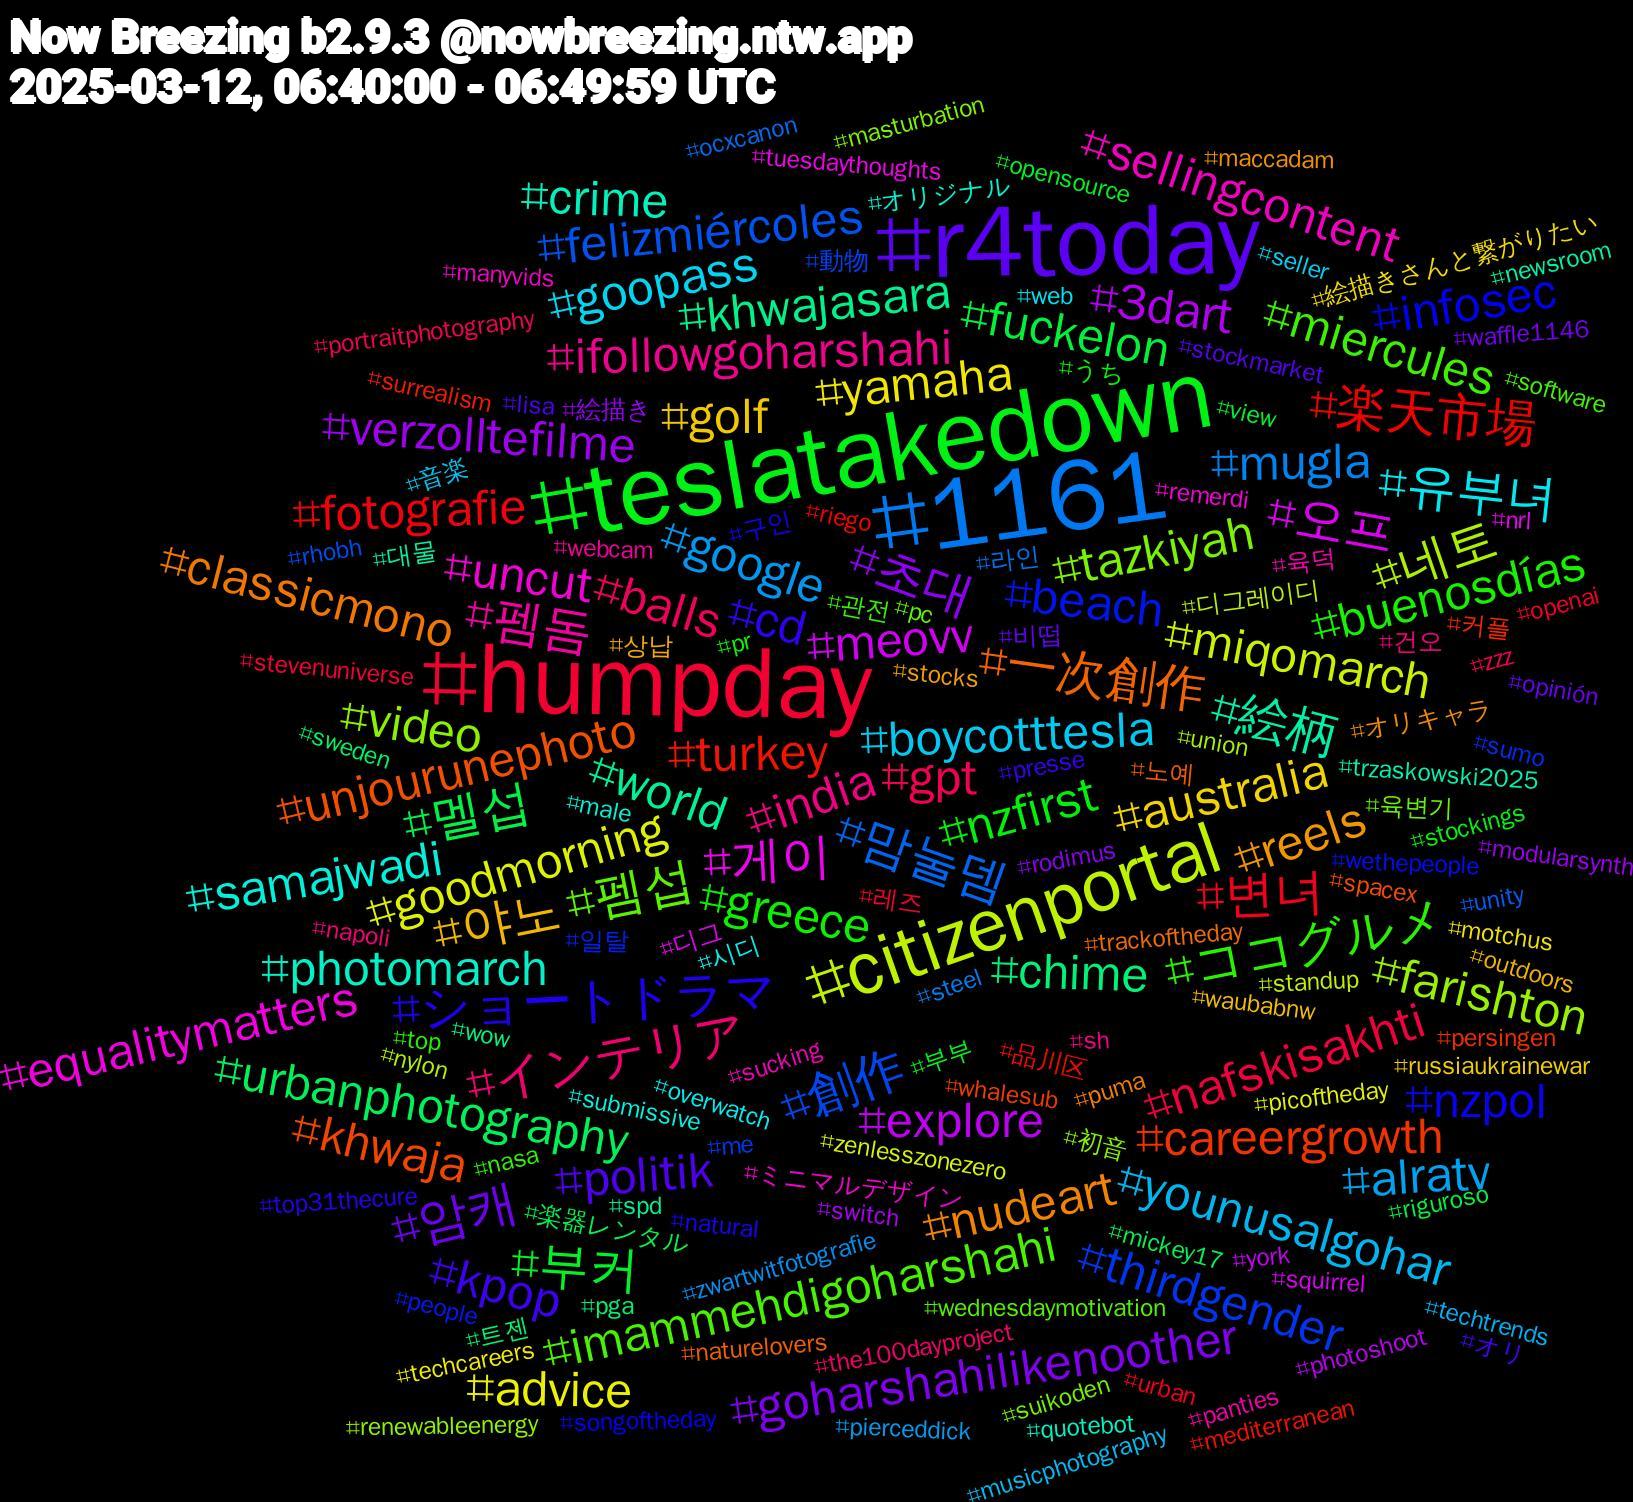 Now Breezing b2.9.3 @nowbreezing.ntw.app
2025-03-12, 06:40:00 - 06:49:59 UTC
#masturbation
#ocxcanon
#tuesdaythoughts
#maccadam
#opensource
#sellingcontent
#crime
#オリジナル
#r4today
#felizmiércoles
#動物
#絵描きさんと繋がりたい
#newsroom
#manyvids
#goopass
#web
#seller
#khwajasara
#3dart
#infosec
#portraitphotography
#fuckelon
#miercules
#waffle1146
#stockmarket
#ifollowgoharshahi
#surrealism
#lisa
#絵描き
#うち
#software
#yamaha
#golf
#view
#楽天市場
#verzolltefilme
#teslatakedown
#音楽
#mugla
#유부녀
#fotografie
#1161
#remerdi
#nrl
#riego
#오프
#구인
#webcam
#rhobh
#대물
#google
#라인
#육덕
#classicmono
#uncut
#초대
#tazkiyah
#네토
#펨돔
#balls
#cd
#관전
#pc
#beach
#buenosdías
#디그레이디
#meovv
#비떱
#커플
#openai
#pr
#상납
#miqomarch
#건오
#stevenuniverse
#humpday
#stocks
#一次創作
#zzz
#opinión
#video
#絵柄
#オリキャラ
#unjourunephoto
#turkey
#boycotttesla
#union
#sweden
#presse
#sumo
#world
#india
#gpt
#노예
#trzaskowski2025
#멜섭
#australia
#male
#nzfirst
#육변기
#맘눌뎀
#reels
#stockings
#goodmorning
#게이
#rodimus
#modularsynth
#samajwadi
#펨섭
#greece
#변녀
#wethepeople
#야노
#레즈
#citizenportal
#spacex
#unity
#napoli
#일탈
#디그
#ココグルメ
#trackoftheday
#motchus
#photomarch
#시디
#chime
#farishton
#ショートドラマ
#steel
#outdoors
#standup
#equalitymatters
#waubabnw
#インテリア
#nafskisakhti
#top
#wow
#persingen
#sh
#urbanphotography
#nylon
#sucking
#創作
#품川区
#russiaukrainewar
#부부
#overwatch
#puma
#submissive
#nzpol
#khwaja
#explore
#whalesub
#picoftheday
#careergrowth
#me
#初音
#nasa
#zenlesszonezero
#politik
#ミニマルデザイン
#younusalgohar
#alratv
#top31thecure
#암캐
#楽器レンタル
#spd
#natural
#switch
#nudeart
#riguroso
#부커
#york
#mickey17
#kpop
#zwartwitfotografie
#squirrel
#imammehdigoharshahi
#thirdgender
#people
#pga
#wednesdaymotivation
#techtrends
#트젠
#naturelovers
#the100dayproject
#オリ
#techcareers
#goharshahilikenoother
#photoshoot
#advice
#suikoden
#urban
#renewableenergy
#songoftheday
#pierceddick
#quotebot
#panties
#mediterranean
#musicphotography